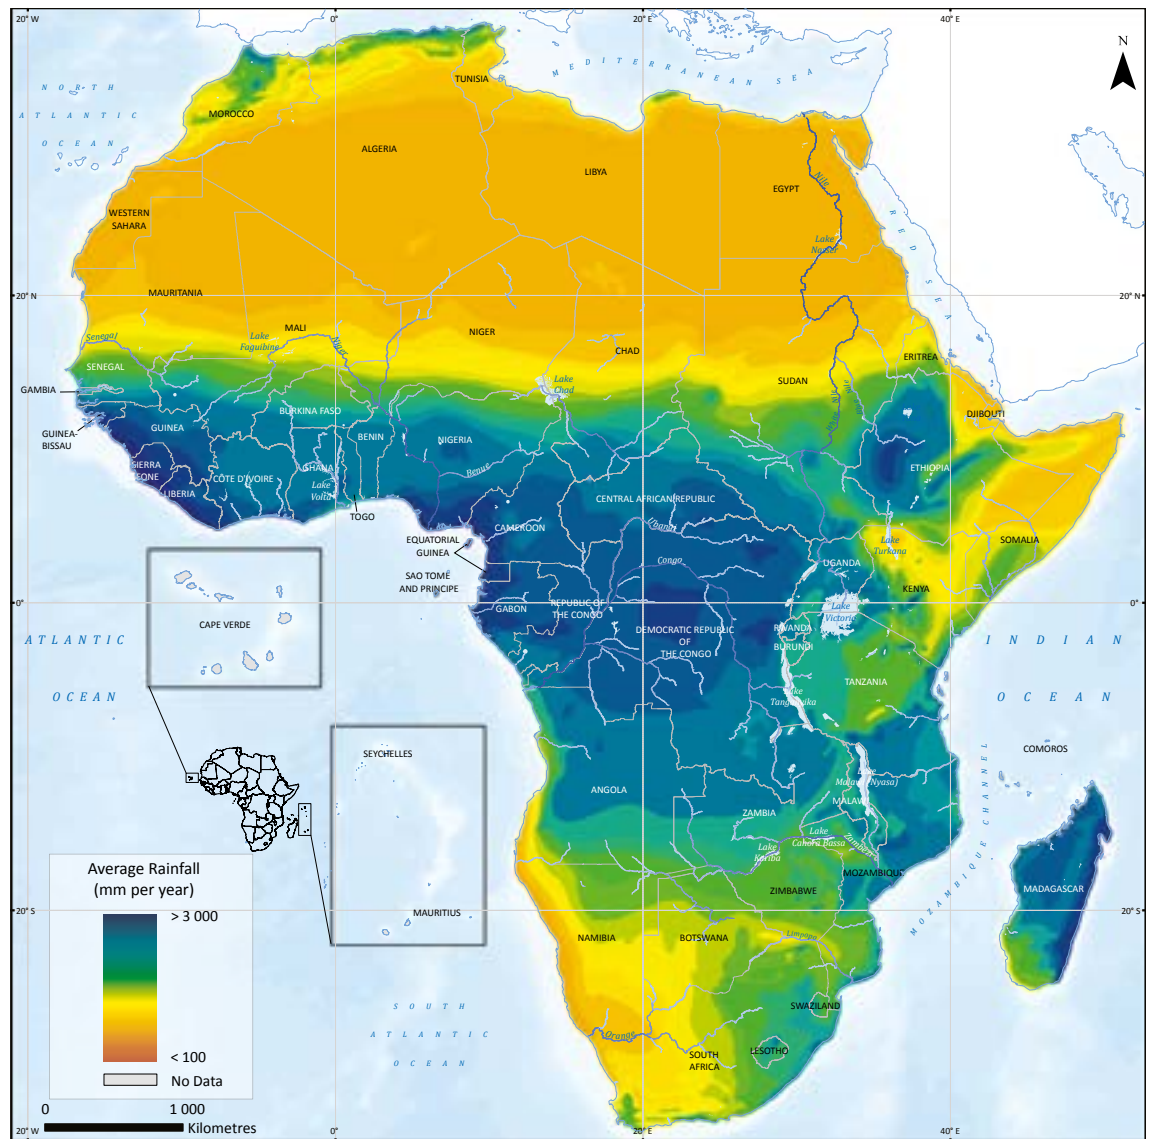 20° W
0°
20° E
40° E
N
MEDITERRANEAN SEA
NORTH
ATLANTIC
OCEAN
TUNISIA
MOROCCO
ALGERIA
LIBYA
EGYPT
Nile
WESTERN
SAHARA
RED SEA
Lake
Nasser
20° N
20° N
MAURITANIA
MALI
NIGER
CHAD
SUDAN
ERITREA
Senegal
Lake
Faguibine
Niger
SENEGAL
GAMBIA
Lake
Chad
DJIBOUTI
BURKINA FASO
GUINEA-
BISSAU
GUINEA
BENIN
NIGERIA
Benue
ETHIOPIA
SIERRA
LEONE
CÔTE D'IVOIRE
GHANA
Lake
Volta
LIBERIA
TOGO
CENTRAL AFRICAN REPUBLIC
CAMEROON
Ubangi
EQUATORIAL
GUINEA
Lake
Turkana
SOMALIA
Congo
UGANDA
SAO TOME
AND PRINCIPE
KENYA
0°
0°
GABON
REPUBLIC OF
THE CONGO
Lake
Victoria
CAPE VERDE
DEMOCRATIC REPUBLIC
OF
THE CONGO
RWANDA
BURUNDI
ATLANTIC
OCEAN
INDIAN
OCEAN
TANZANIA
Lake
Tanganyika
SEYCHELLES
COMOROS
Lake
Malawi (Nyasa)
ANGOLA
MALAWI
ZAMBIA
Lake
Cahora Bassa
Zambezi
Lake
Kariba
MOZAMBIQUE
MOZAMBIQUE CHANNEL
ZIMBABWE
MADAGASCAR
20° S
20° S
MAURITIUS
NAMIBIA
BOTSWANA
Limpopo
Average Rainfall
(mm per year)
> 3 000
< 100
No Data
SOUTH
ATLANTIC
OCEAN
SWAZILAND
Orange
SOUTH
AFRICA
LESOTHO
0
1 000
Kilometres
20° W
0°
20° E
40° E